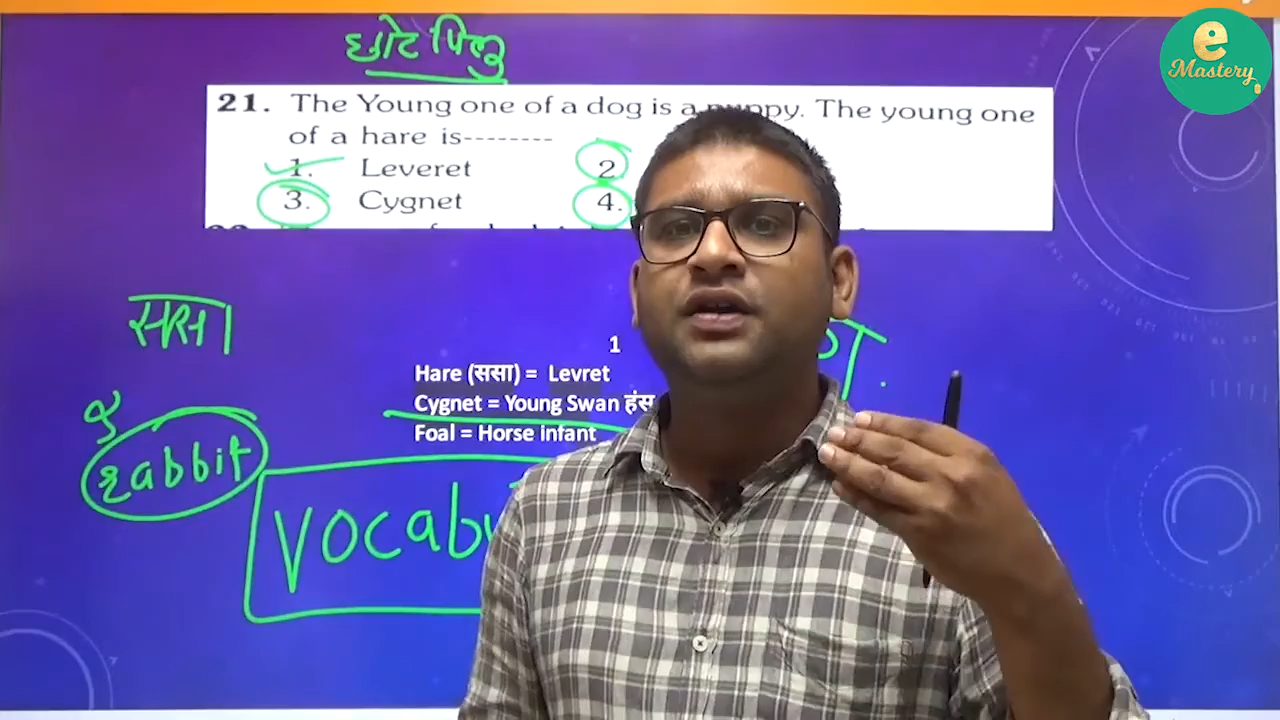 e
Mastery
छोटे पिल्लू
21. The Young one of a dog is a puppy. The young one
of a hare is--------
1. Leveret 2
3. Cygnet 4.
ससा
1
Hare (ससा) = Levret
Cygnet = Young Swan हंस
Foal = Horse infant
rabbit